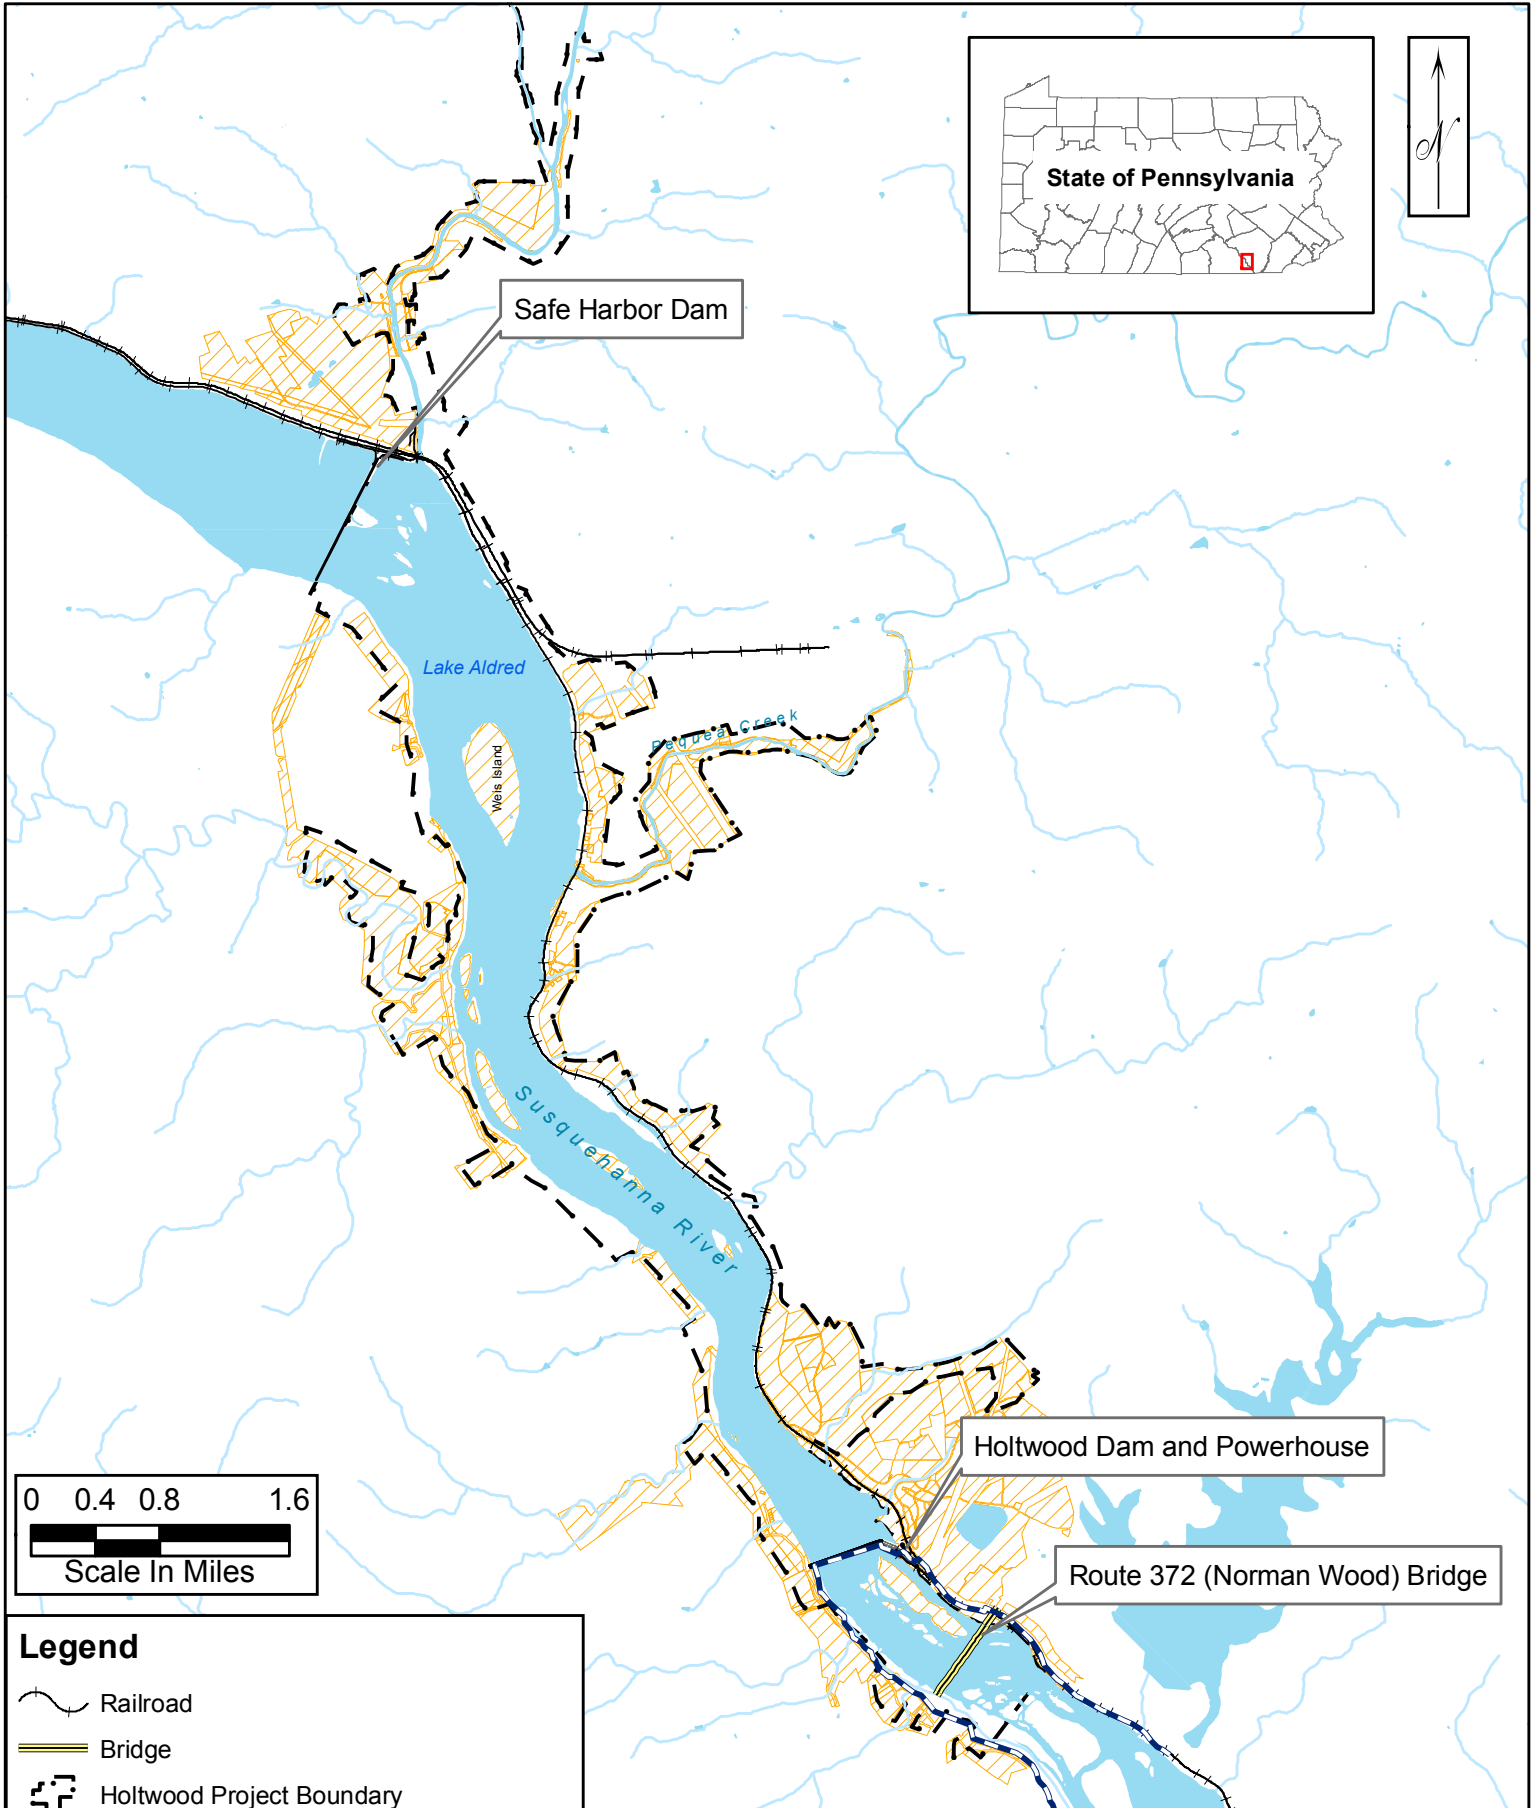 State of Pennsylvania
N
Safe Harbor Dam
Lake Aldred
Pequea Creek
Weis Island
Susquehanna River
Holtwood Dam and Powerhouse
Route 372 (Norman Wood) Bridge
0 0.4 0.8 1.6
Scale In Miles
Legend
Railroad
Bridge
Holtwood Project Boundary